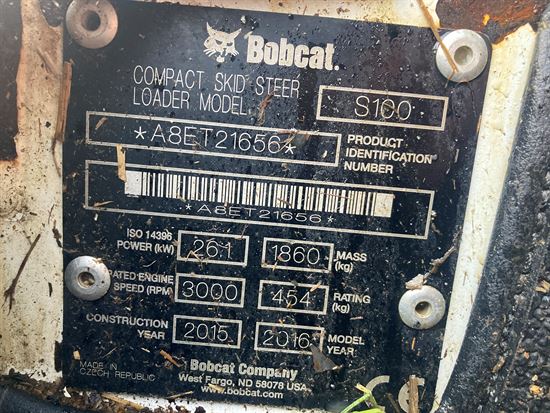 Bobcat.
COMPACT SKID STEER
LOADER MODEL S100
*A8ET21656* PRODUCT IDENTIFICATION NUMBER
*A8ET21656*
ISO 14396 POWER (kW) 26.1 1860 MASS (kg)
RATED ENGINE SPEED (RPM) 3000 454 RATING (kg)
CONSTRUCTION YEAR 2015 2016 MODEL YEAR
MADE IN CZECH REPUBLIC
Bobcat Company
West Fargo, ND 58078 USA
www.bobcat.com
CE